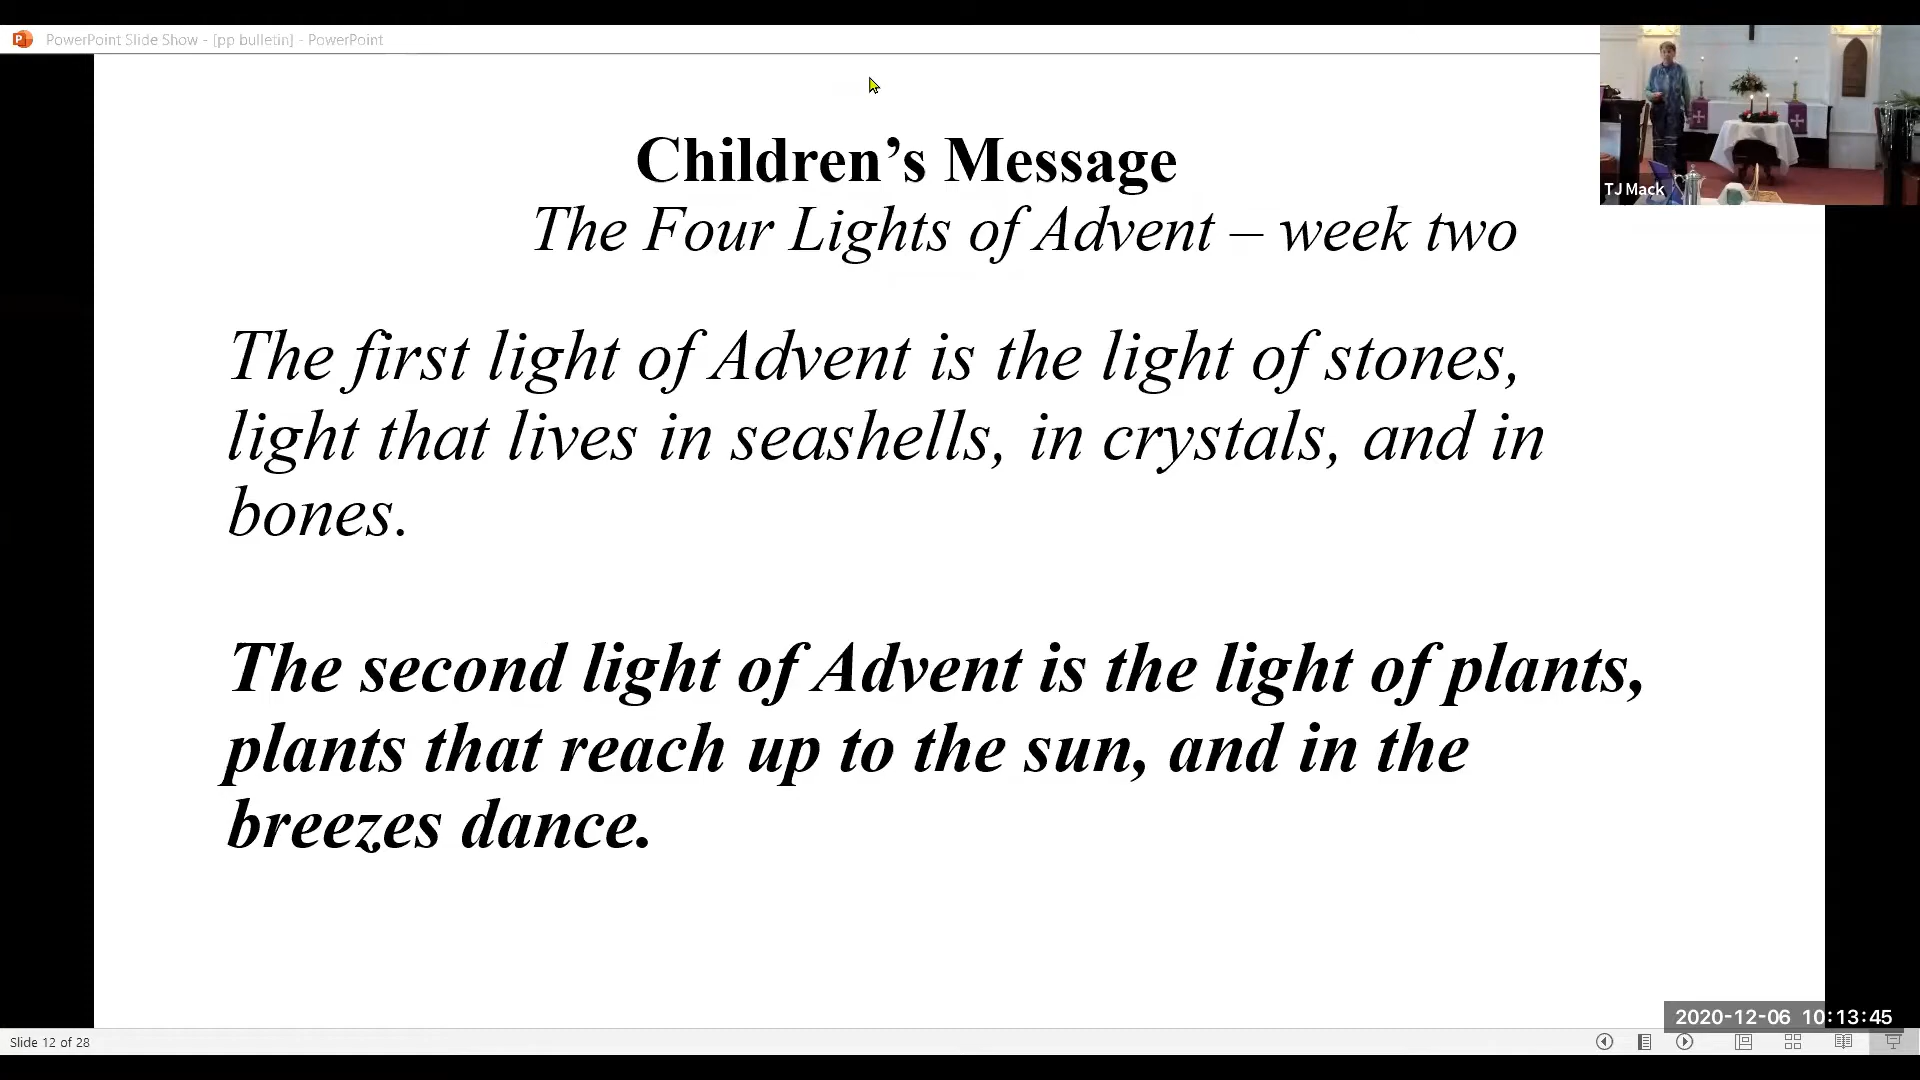 PowerPoint Slide Show - [pp bulletin] - PowerPoint
TJ Mack
Children’s Message
The Four Lights of Advent – week two
The first light of Advent is the light of stones,
light that lives in seashells, in crystals, and in
bones.
The second light of Advent is the light of plants,
plants that reach up to the sun, and in the
breezes dance.
2020-12-06 10:13:45
Slide 12 of 28